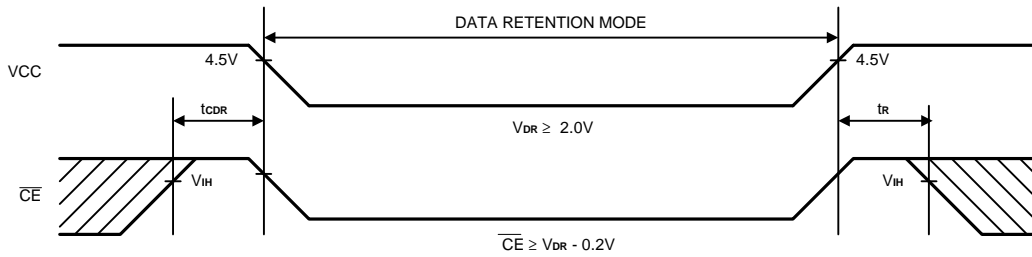 DATA RETENTION MODE
VCC
4.5V
4.5V
tCDR
tR
VDR ≥ 2.0V
CE
VIH
VIH
CE ≥ VDR - 0.2V